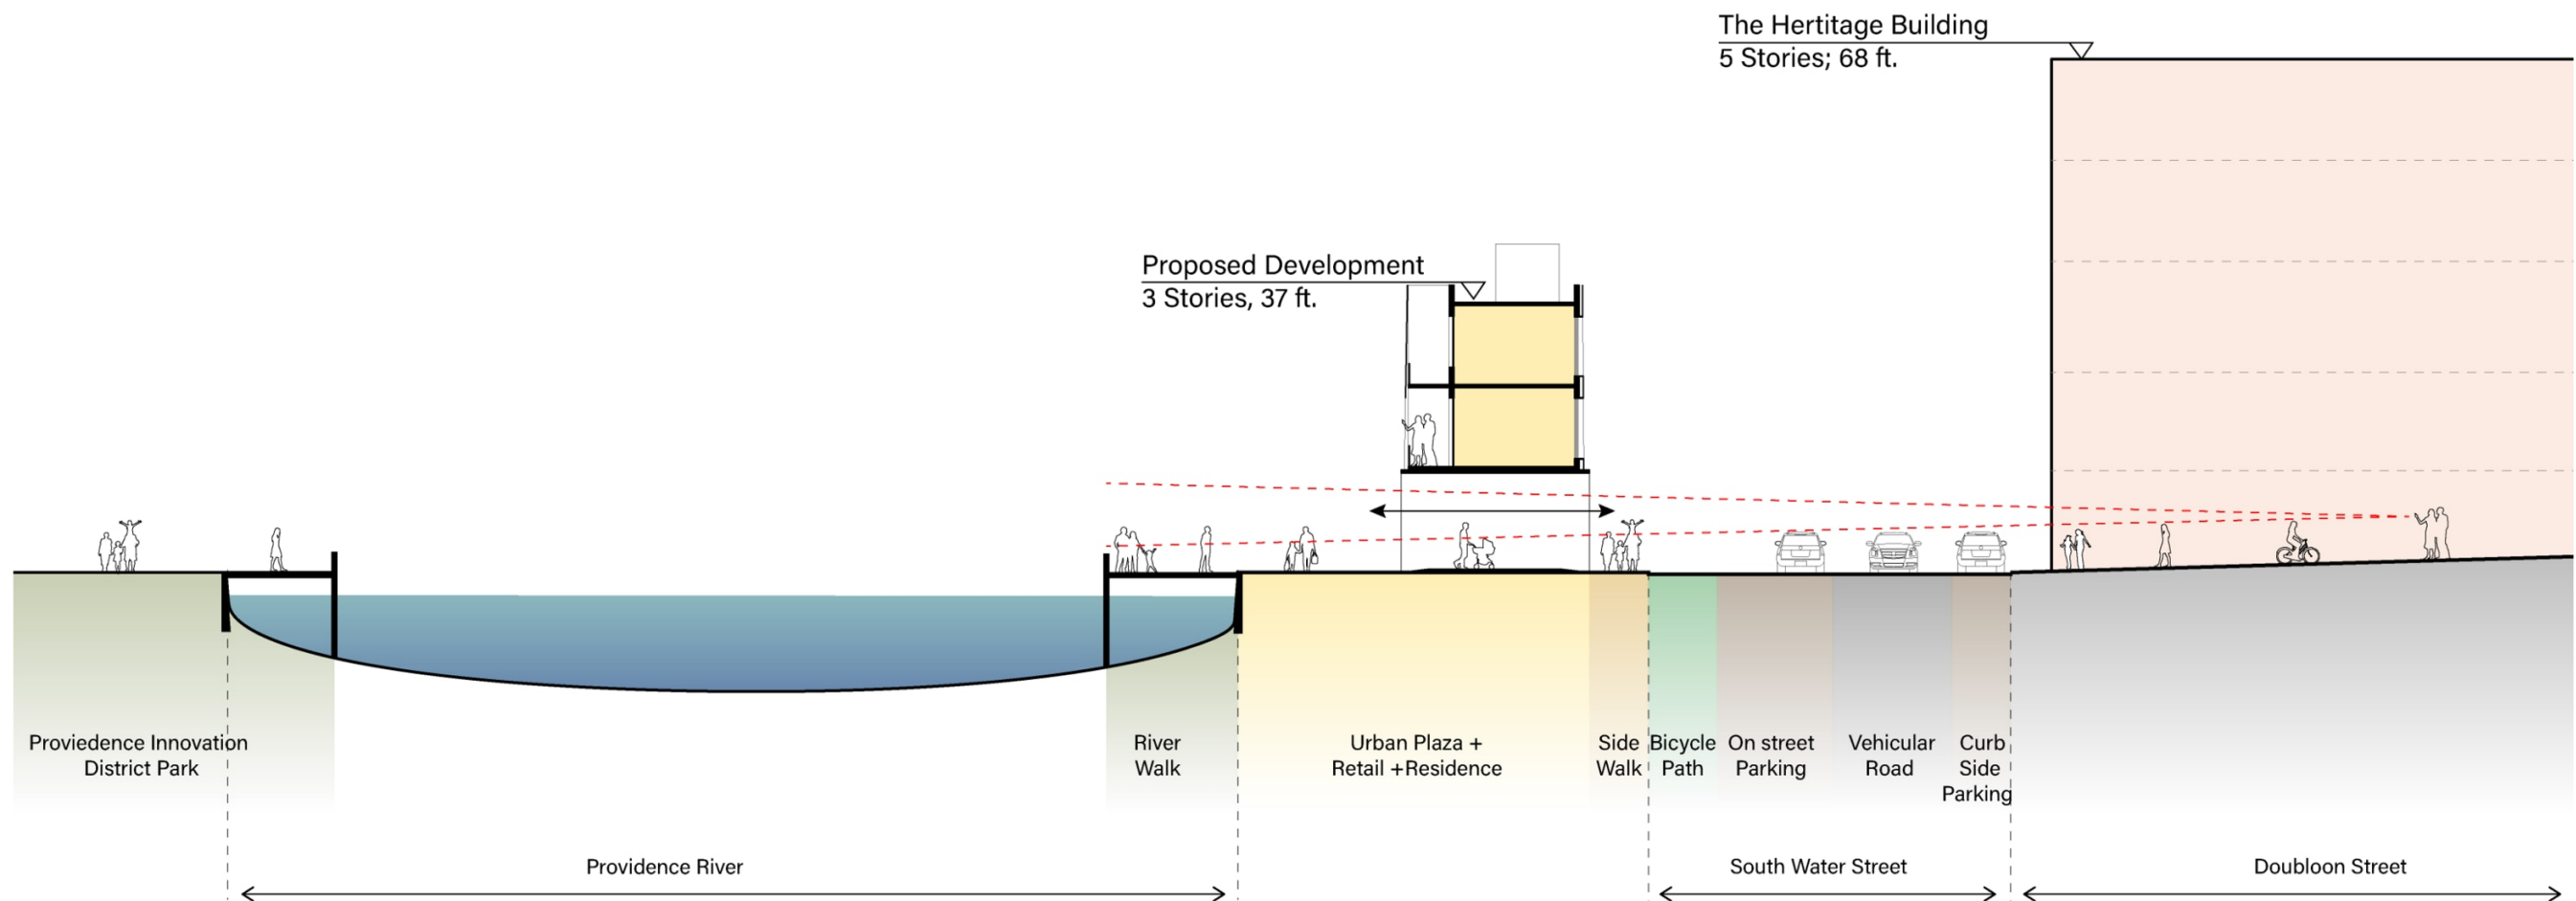 The Hertitage Building
5 Stories; 68 ft.
Proposed Development
3 Stories, 37 ft.
Proviedence Innovation
District Park
River
Walk
Urban Plaza +
Retail +Residence
Side
Walk
Bicycle
Path
On street
Parking
Vehicular
Road
Curb
Side
Parking
Providence River
South Water Street
Doubloon Street